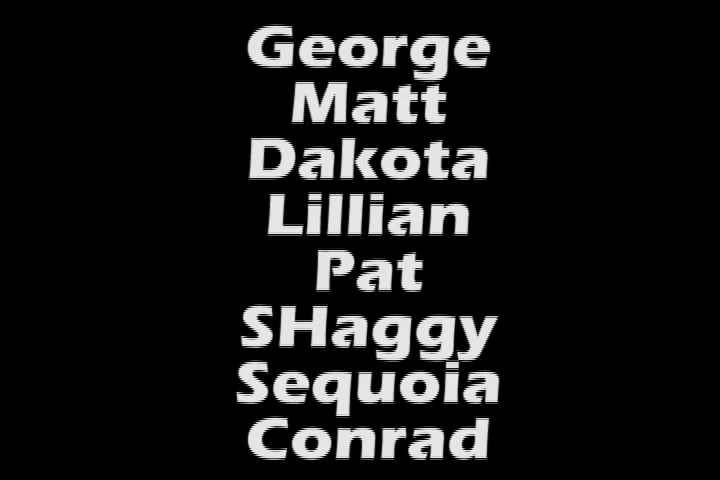 George
Matt
Dakota
Lillian
Pat
SHaggy
Sequoia
Conrad